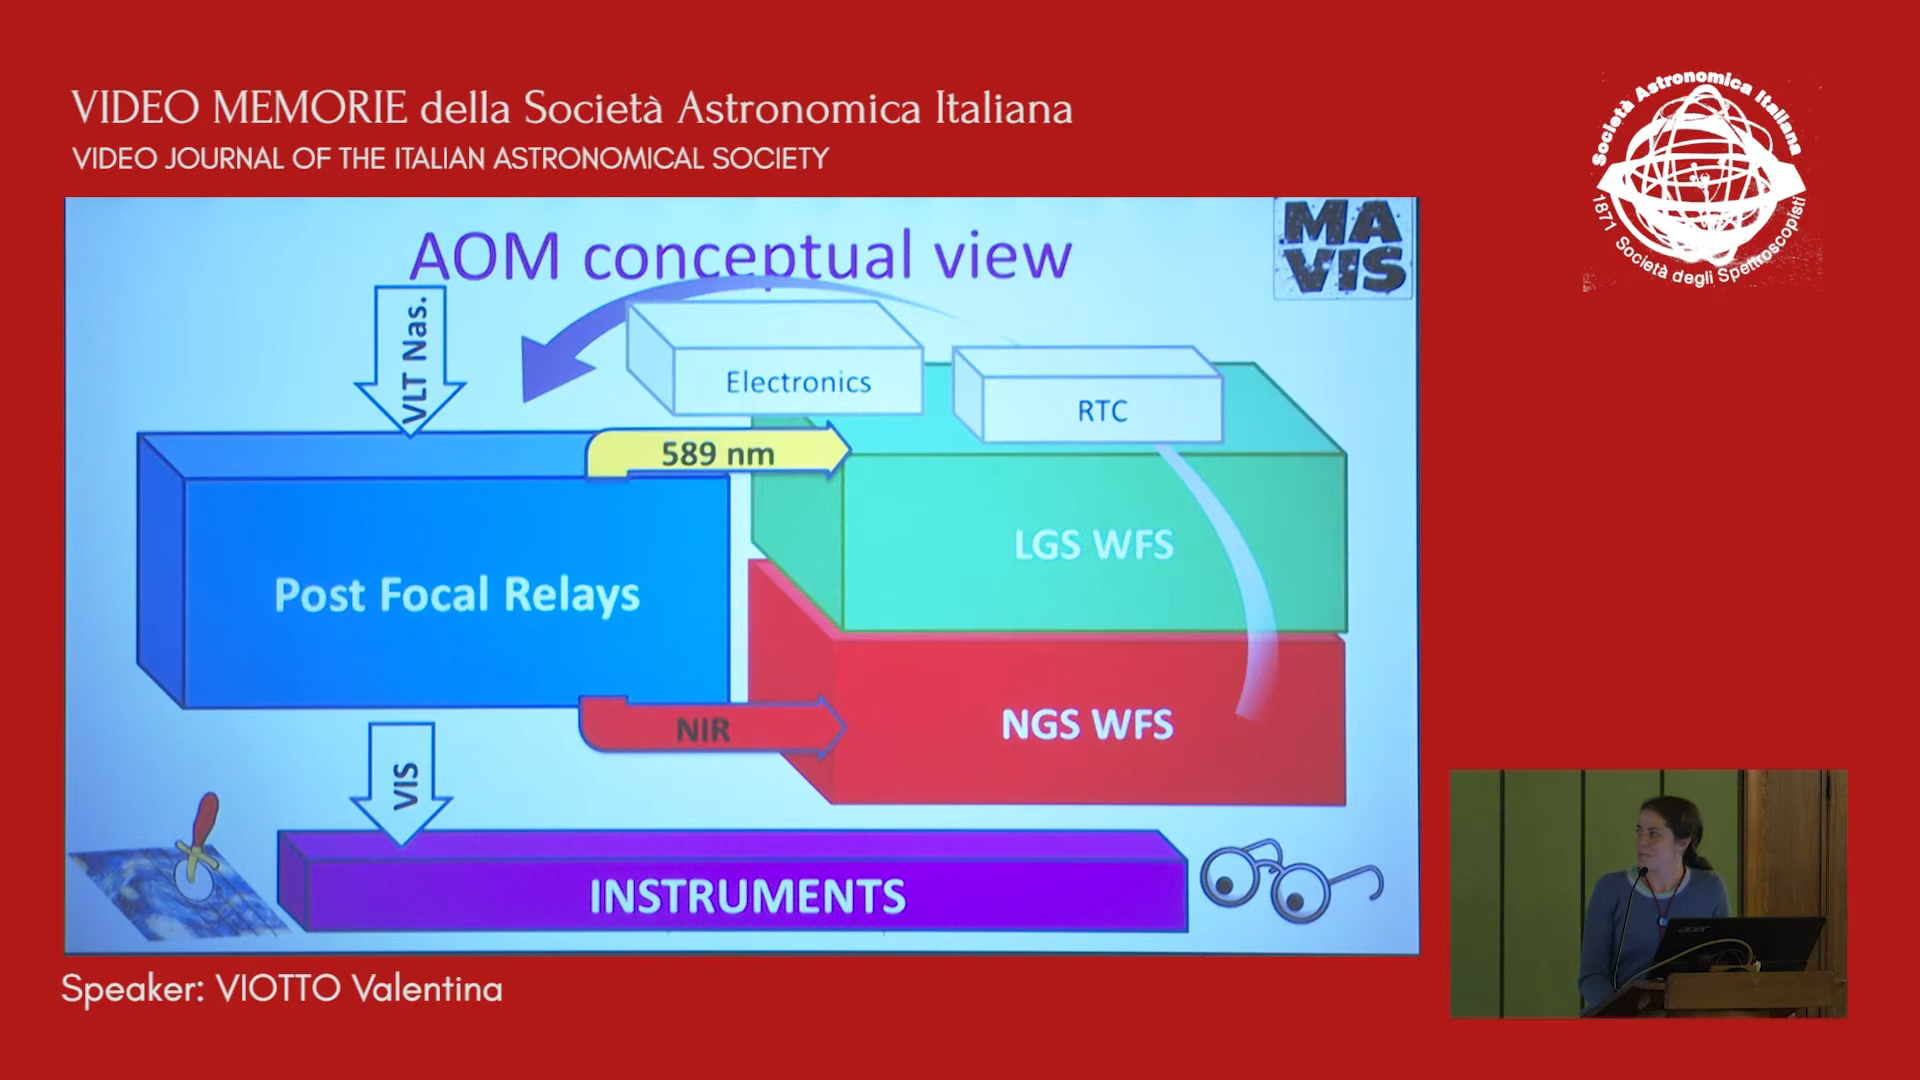 VIDEO MEMORIE della Società Astronomica Italiana
VIDEO JOURNAL OF THE ITALIAN ASTRONOMICAL SOCIETY
Società Astronomica Italiana
1871 Società degli Spettroscopisti
AOM conceptual view
MA
VIS
VLT Nas.
Electronics
RTC
589 nm
LGS WFS
Post Focal Relays
NIR
NGS WFS
VIS
INSTRUMENTS
acer
Speaker: VIOTTO Valentina